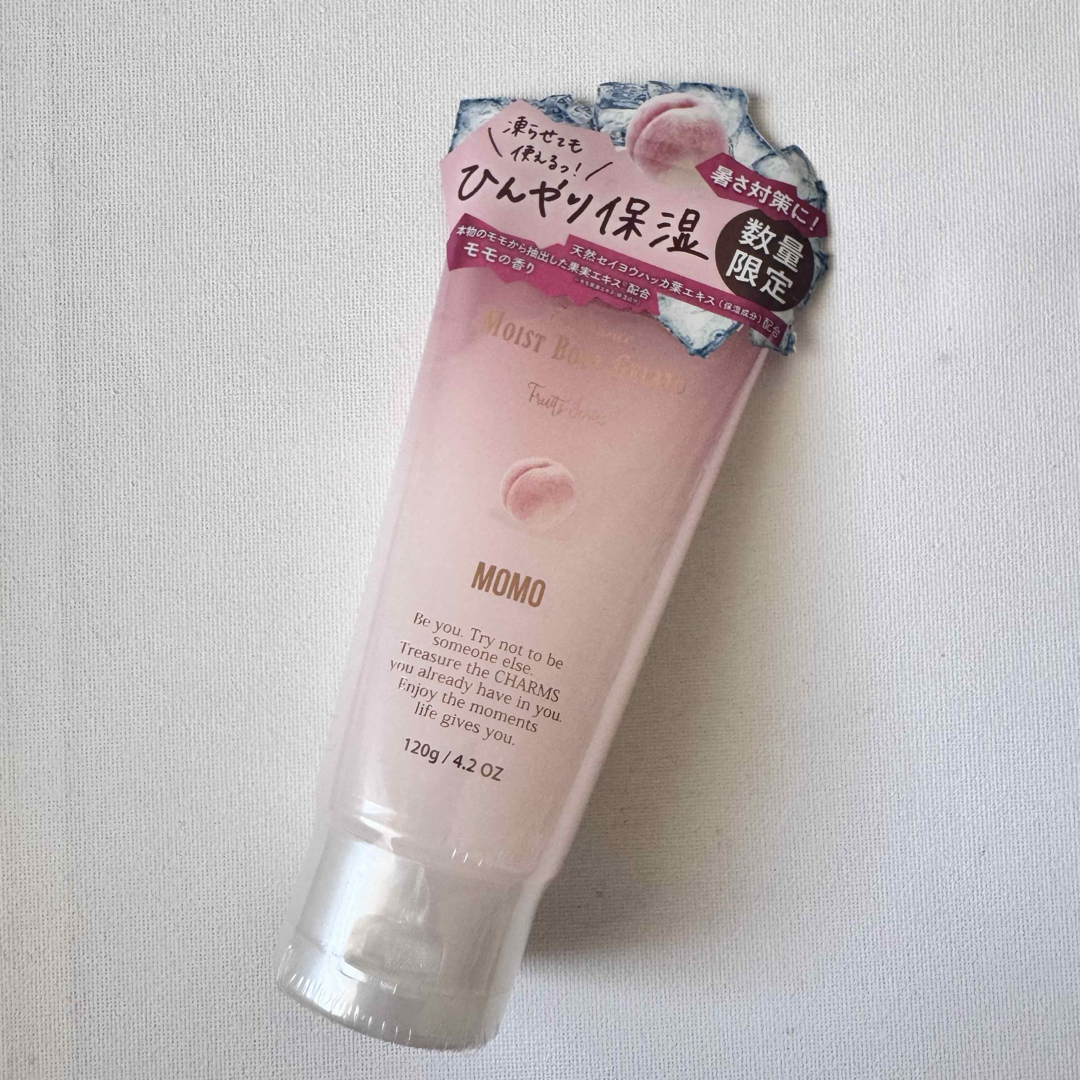 凍らせても
使えるっ！
ひんやり保湿
暑さ対策に！
数量
限定
本物のモモから抽出した果実エキス配合
モモの香り
天然セイヨウハッカ葉エキス（保湿成分）配合
MOIST BODY
Fruits Series
MOMO
Be you. Try not to be
someone else.
Treasure the CHARMS
you already have in you.
Enjoy the moments
life gives you.
120g / 4.2 OZ